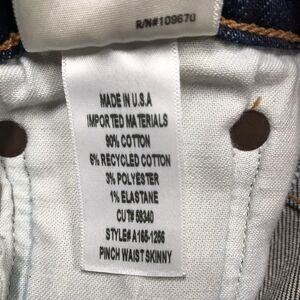 R/N#109670
MADE IN U.S.A
IMPORTED MATERIALS
90% COTTON
6% RECYCLED COTTON
3% POLYESTER
1% ELASTANE
CUT# 58340
STYLE# A165-1266
PINCH WAIST SKINNY